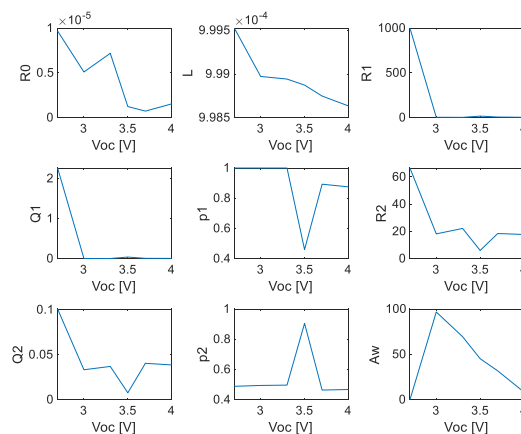 ×10⁻⁵ ×10⁻⁴
1 9.995 1000
R0 0.5 L 9.99 R1 500
0 9.985 0
3 3.5 4 3 3.5 4 3 3.5 4
Voc [V] Voc [V] Voc [V]
2 1 60
Q1 1 p1 0.8 0.6 R2 40 20
0 0.4 0
3 3.5 4 3 3.5 4 3 3.5 4
Voc [V] Voc [V] Voc [V]
0.1 1 100
Q2 0.05 p2 0.8 0.6 Aw 50
0 0.4 0
3 3.5 4 3 3.5 4 3 3.5 4
Voc [V] Voc [V] Voc [V]